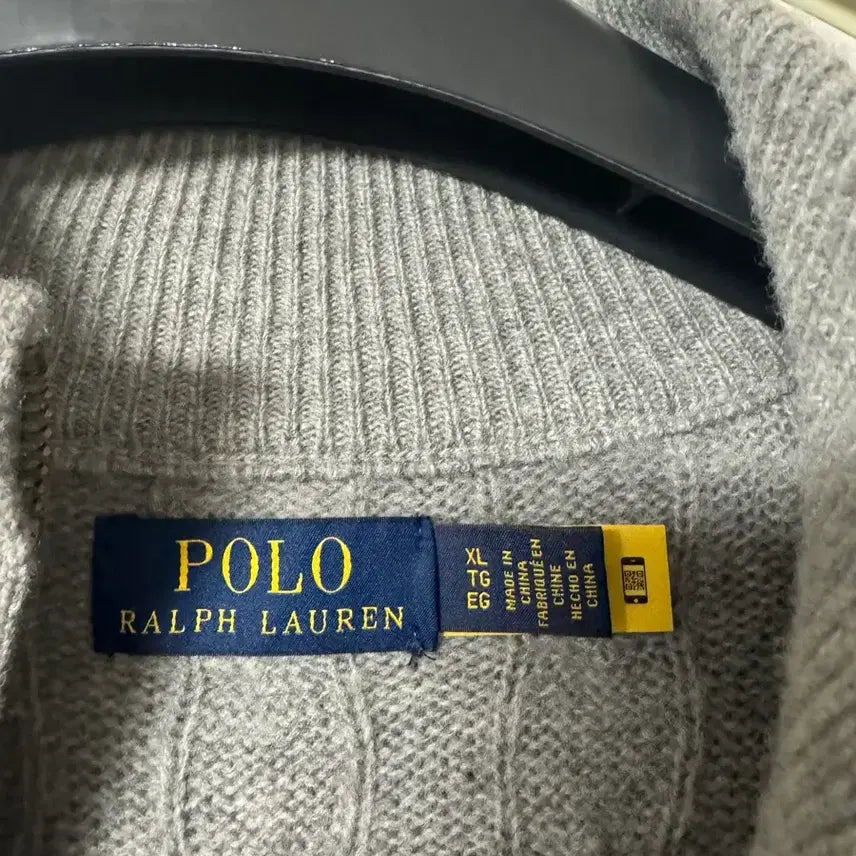 POLO
RALPH LAUREN
XL
TG
EG
MADE IN
CHINA
FABRIQUÉ EN
CHINE
HECHO EN
CHINA